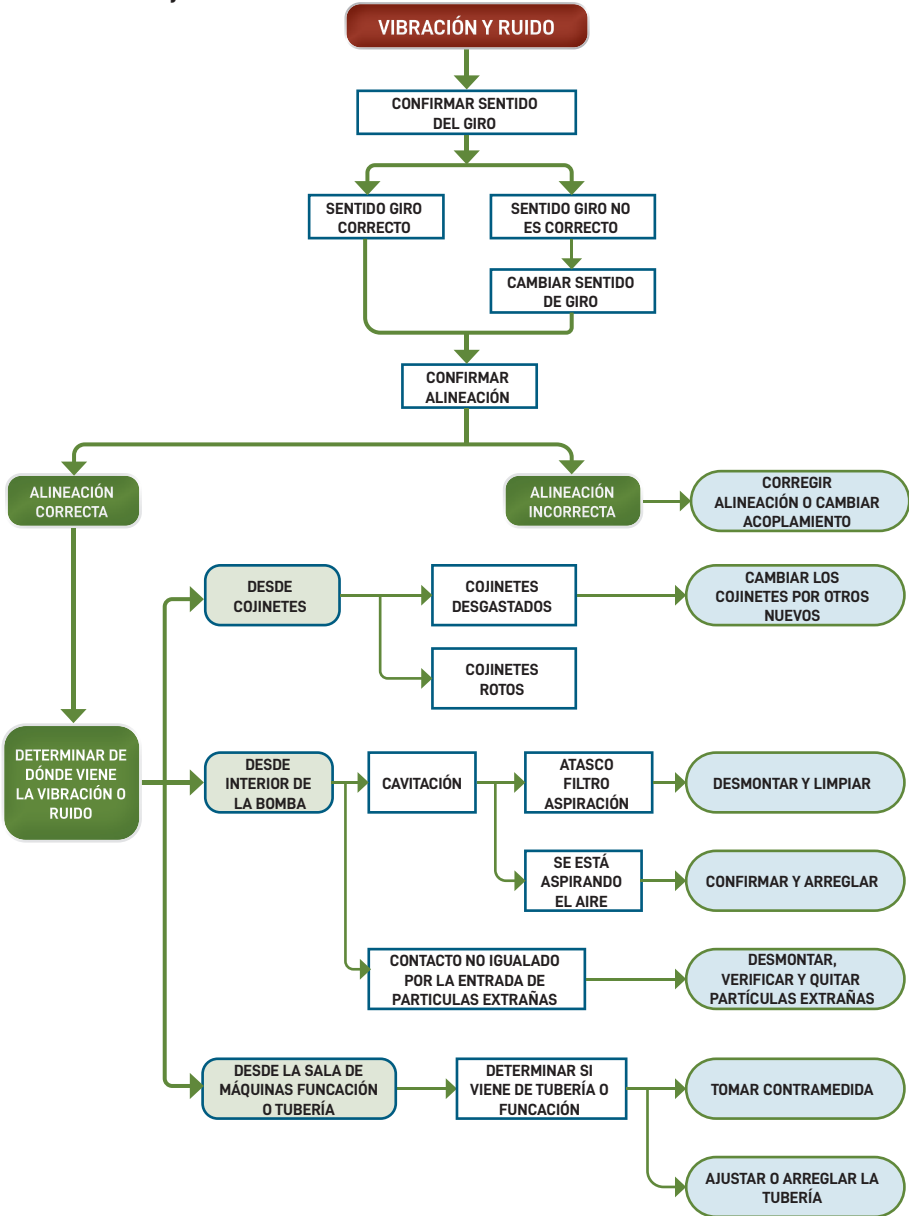 VIBRACIÓN Y RUIDO
CONFIRMAR SENTIDO
DEL GIRO
SENTIDO GIRO
CORRECTO
SENTIDO GIRO NO
ES CORRECTO
CAMBIAR SENTIDO
DE GIRO
CONFIRMAR
ALINEACIÓN
ALINEACIÓN
CORRECTA
ALINEACIÓN
INCORRECTA
CORREGIR
ALINEACIÓN O CAMBIAR
ACOPLAMIENTO
DESDE
COJINETES
COJINETES
DESGASTADOS
CAMBIAR LOS
COJINETES POR OTROS
NUEVOS
COJINETES
ROTOS
DETERMINAR DE
DÓNDE VIENE
LA VIBRACIÓN O
RUIDO
DESDE
INTERIOR DE
LA BOMBA
CAVITACIÓN
ATASCO
FILTRO
ASPIRACIÓN
DESMONTAR Y LIMPIAR
SE ESTÁ
ASPIRANDO
EL AIRE
CONFIRMAR Y ARREGLAR
CONTACTO NO IGUALADO
POR LA ENTRADA DE
PARTICULAS EXTRAÑAS
DESMONTAR,
VERIFICAR Y QUITAR
PARTÍCULAS EXTRAÑAS
DESDE LA SALA DE
MÁQUINAS FUNCACIÓN
O TUBERÍA
DETERMINAR SI
VIENE DE TUBERÍA O
FUNCACIÓN
TOMAR CONTRAMEDIDA
AJUSTAR O ARREGLAR LA
TUBERÍA